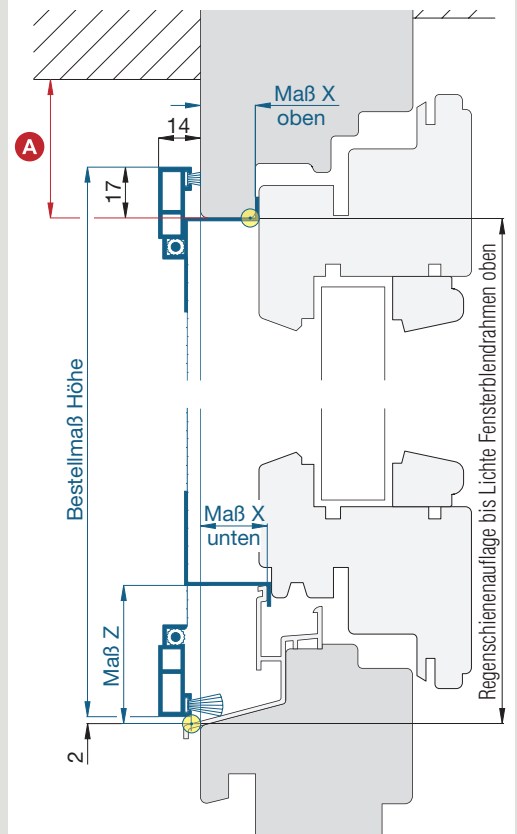 Maß X
oben
14
A
17
Bestellmaß Höhe
Regenschienenauflage bis Lichte Fensterblendrahmen oben
Maß X
unten
Maß Z
2